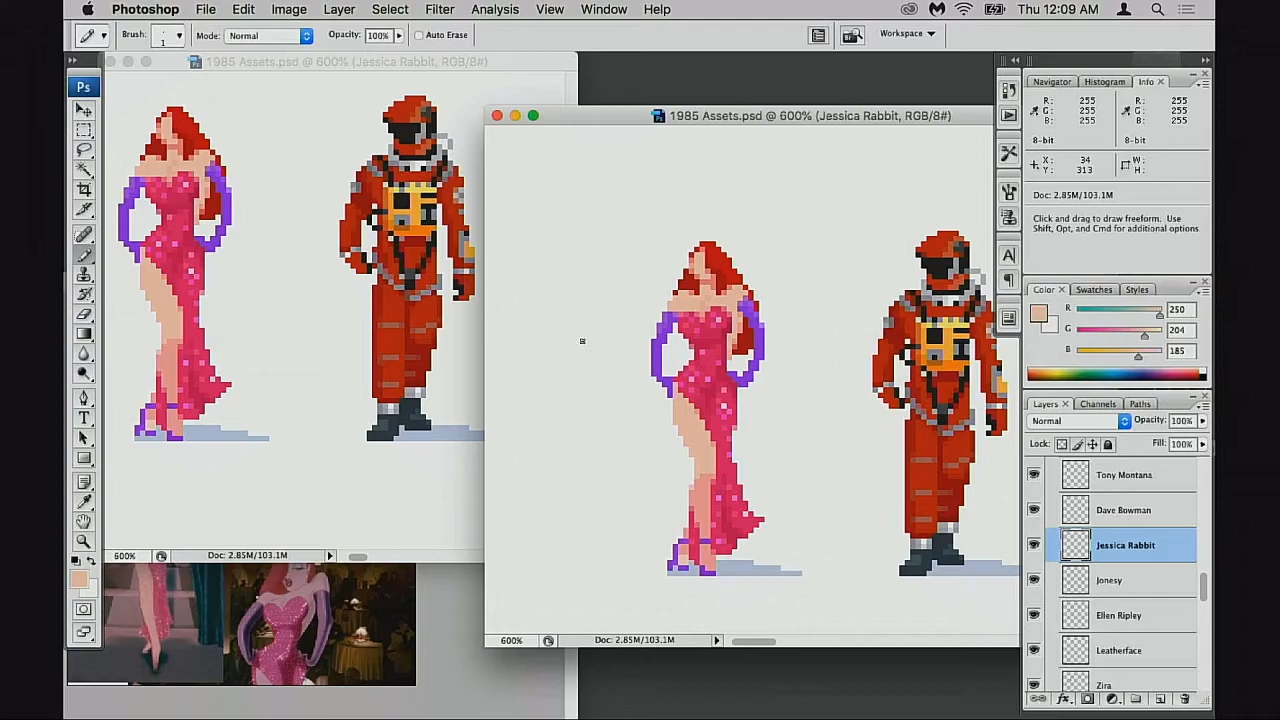 Photoshop File Edit Image Layer Select Filter Analysis View Window Help Thu 12:09 AM
Brush: 1 Mode: Normal Opacity: 100% Auto Erase Workspace
1985 Assets.psd @ 600% (Jessica Rabbit, RGB/8#)
Ps
1985 Assets.psd @ 600% (Jessica Rabbit, RGB/8#)
600% Doc: 2.85M/103.1M
600% Doc: 2.85M/103.1M
Navigator Histogram Info
R: 255 R: 255
G: 255 G: 255
B: 255 B: 255
8-bit 8-bit
X: 34 W:
Y: 313 H:
Doc: 2.85M/103.1M
Click and drag to draw freeform. Use
Shift, Opt, and Cmd for additional options.
Color Swatches Styles
R 250
G 204
B 185
Layers Channels Paths
Normal Opacity: 100%
Lock: Fill: 100%
Tony Montana
Dave Bowman
Jessica Rabbit
Jonesy
Ellen Ripley
Leatherface
Zira